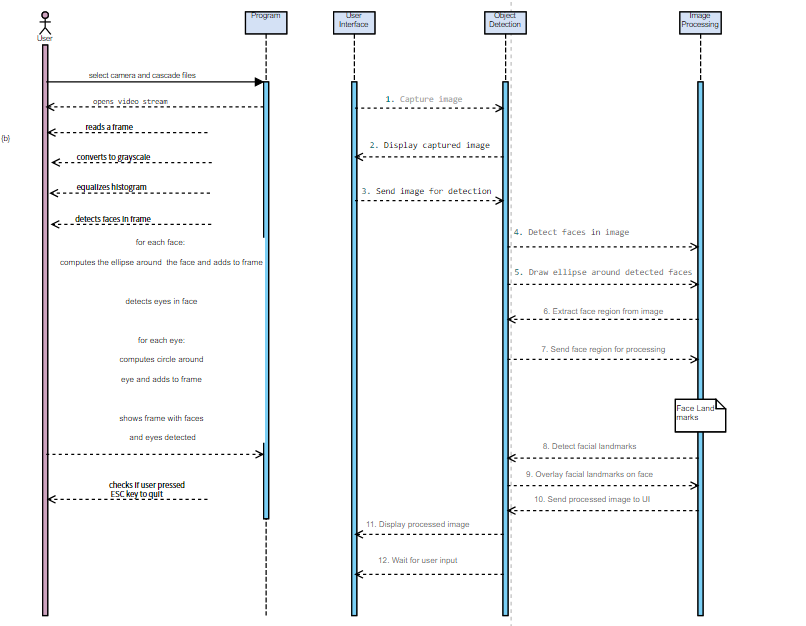 Program
User
Interface
Object
Detection
Image
Processing
User
select camera and cascade files
opens video stream
reads a frame
(b)
converts to grayscale
equalizes histogram
detects faces in frame
for each face:
computes the ellipse around the face and adds to frame
detects eyes in face
for each eye:
computes circle around
eye and adds to frame
shows frame with faces
and eyes detected
checks if user pressed
ESC key to quit
1. Capture image
2. Display captured image
3. Send image for detection
4. Detect faces in image
5. Draw ellipse around detected faces
6. Extract face region from image
7. Send face region for processing
Face Land
marks
8. Detect facial landmarks
9. Overlay facial landmarks on face
10. Send processed image to UI
11. Display processed image
12. Wait for user input